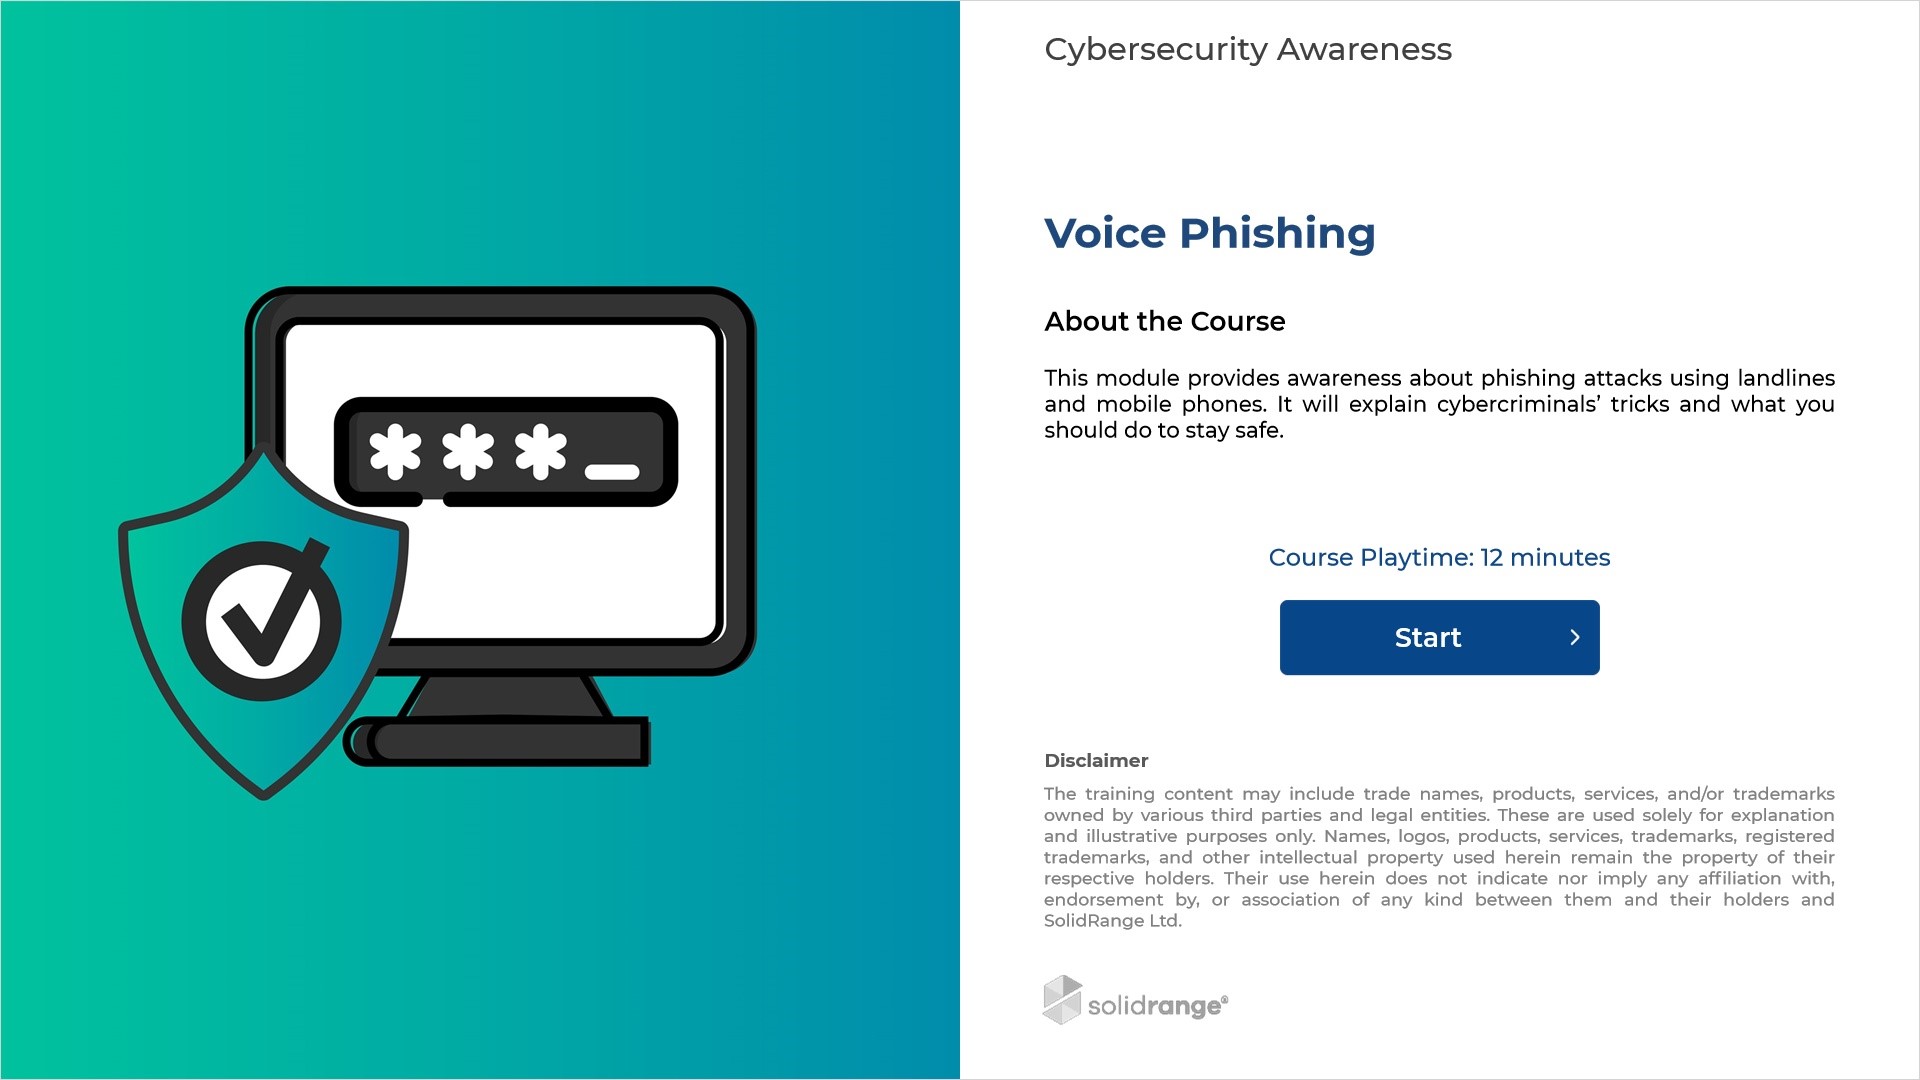 Cybersecurity Awareness
Voice Phishing
About the Course
This module provides awareness about phishing attacks using landlines
and mobile phones. It will explain cybercriminals’ tricks and what you
should do to stay safe.
Course Playtime: 12 minutes
Start
Disclaimer
The training content may include trade names, products, services, and/or trademarks
owned by various third parties and legal entities. These are used solely for explanation
and illustrative purposes only. Names, logos, products, services, trademarks, registered
trademarks, and other intellectual property used herein remain the property of their
respective holders. Their use herein does not indicate nor imply any affiliation with,
endorsement by, or association of any kind between them and their holders and
SolidRange Ltd.
solidrange®